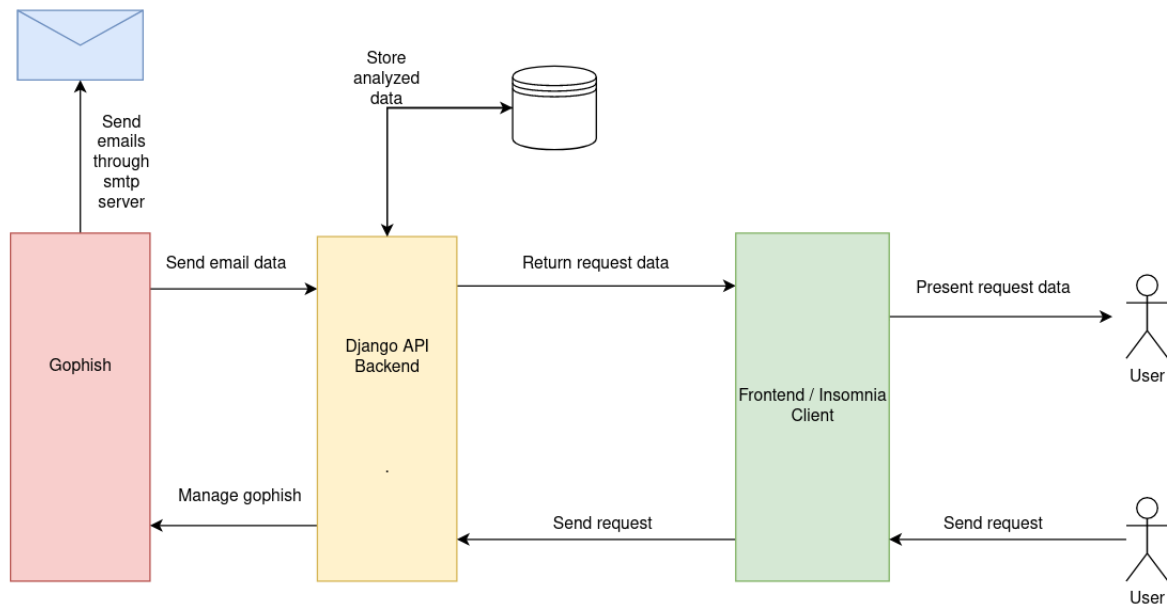 Store
analyzed
data
Send
emails
through
smtp
server
Send email data
Return request data
Present request data
Gophish
Django API
Backend
.
Frontend / Insomnia
Client
User
Manage gophish
Send request
Send request
User